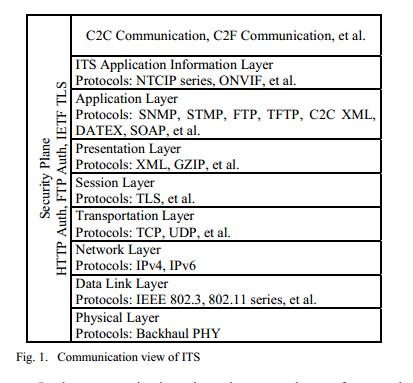 Security Plane
HTTP Auth, FTP Auth, IETF TLS
C2C Communication, C2F Communication, et al.
ITS Application Information Layer
Protocols: NTCIP series, ONVIF, et al.
Application Layer
Protocols: SNMP, STMP, FTP, TFTP, C2C XML,
DATEX, SOAP, et al.
Presentation Layer
Protocols: XML, GZIP, et al.
Session Layer
Protocols: TLS, et al.
Transportation Layer
Protocols: TCP, UDP, et al.
Network Layer
Protocols: IPv4, IPv6
Data Link Layer
Protocols: IEEE 802.3, 802.11 series, et al.
Physical Layer
Protocols: Backhaul PHY
Fig. 1. Communication view of ITS